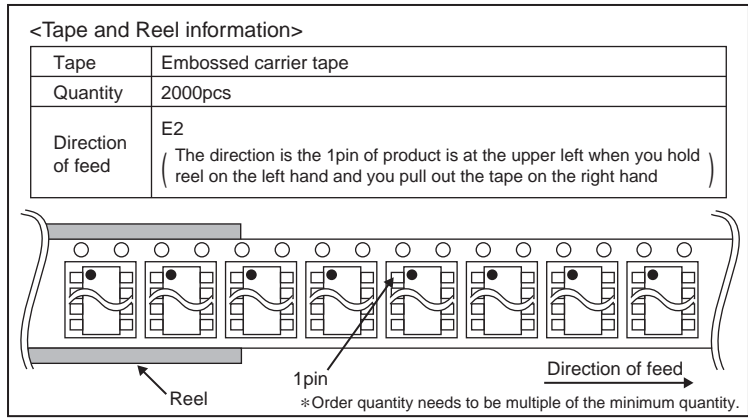 <Tape and Reel information>
Tape Embossed carrier tape
Quantity 2000pcs
Direction of feed E2
( The direction is the 1pin of product is at the upper left when you hold
reel on the left hand and you pull out the tape on the right hand )
Reel
1pin
Direction of feed
*Order quantity needs to be multiple of the minimum quantity.